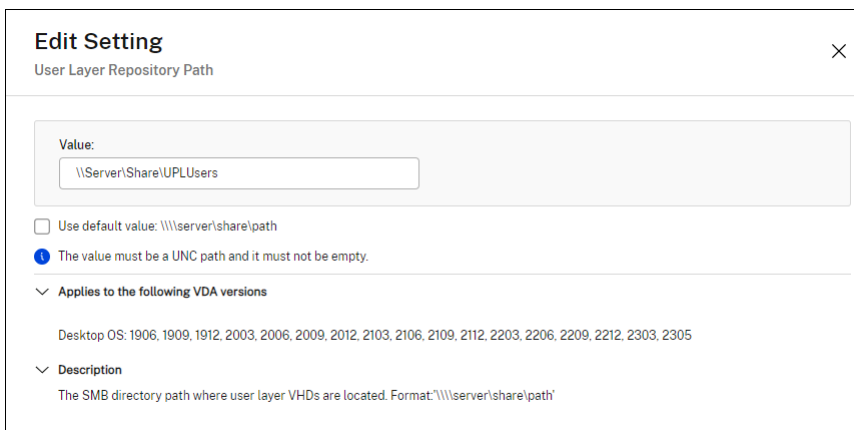 Edit Setting
User Layer Repository Path
Value:
\\Server\Share\UPLUsers
Use default value: \\\\server\share\path
The value must be a UNC path and it must not be empty.
Applies to the following VDA versions
Desktop OS: 1906, 1909, 1912, 2003, 2006, 2009, 2012, 2103, 2106, 2109, 2112, 2203, 2206, 2209, 2212, 2303, 2305
Description
The SMB directory path where user layer VHDs are located. Format:'\\\\server\share\path'